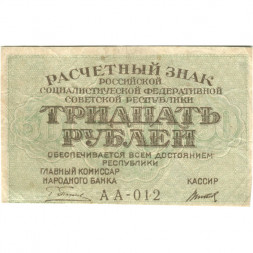 РАСЧЕТНЫЙ ЗНАК
РОССИЙСКОЙ
СОЦИАЛИСТИЧЕСКОЙ ФЕДЕРАТИВНОЙ
СОВЕТСКОЙ РЕСПУБЛИКИ
ТРИДЦАТЬ
РУБЛЕЙ
ОБЕСПЕЧИВАЕТСЯ ВСЕМ ДОСТОЯНИЕМ
РЕСПУБЛИКИ
ГЛАВНЫЙ КОМИССАР
НАРОДНОГО БАНКА
КАССИР
АА-012